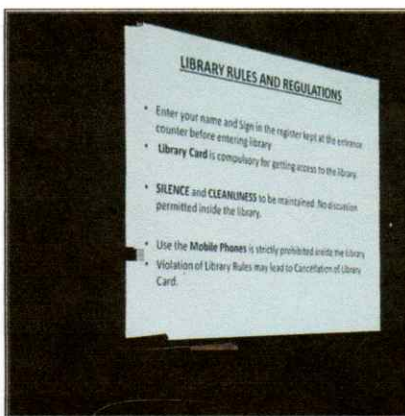 LIBRARY RULES AND REGULATIONS
• Enter your name and Sign in the register kept at the entrance
counter before entering library
• Library Card is compulsory for getting access to the library.
• SILENCE and CLEANLINESS to be maintained. No discussion
permitted inside the library.
• Use the Mobile Phones is strictly prohibited inside the library
• Violation of Library Rules may lead to Cancellation of Library
Card.